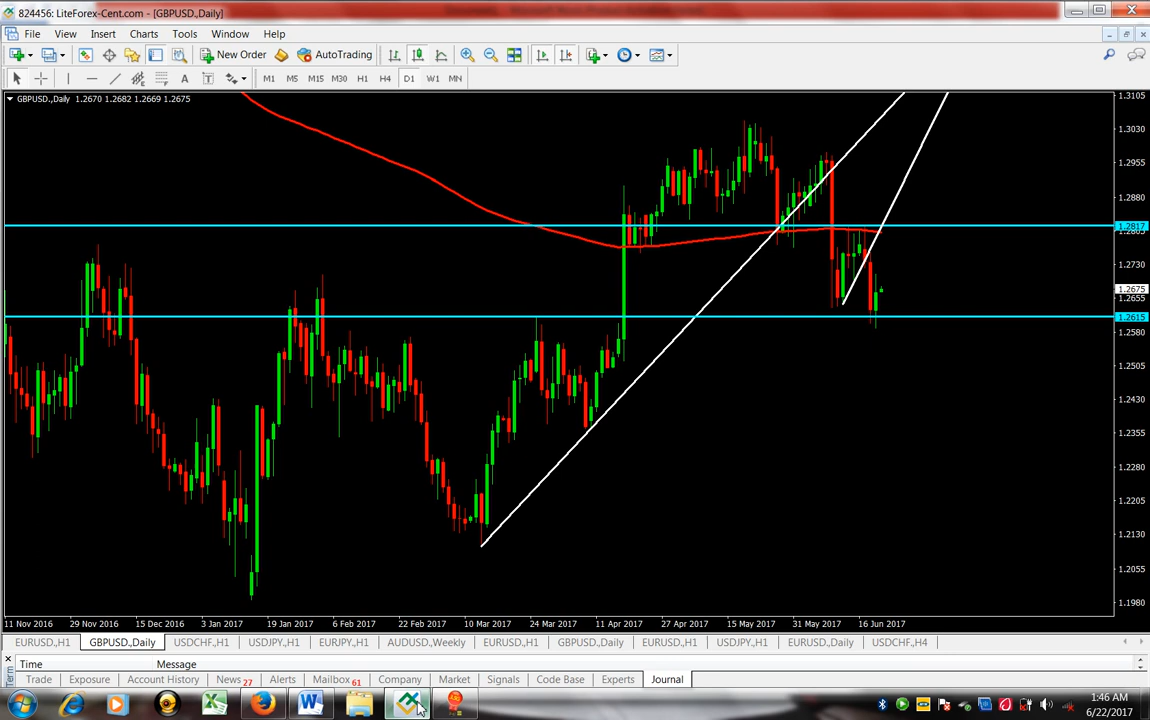 824456: LiteForex-Cent.com - [GBPUSD.,Daily]
File View Insert Charts Tools Window Help
New Order AutoTrading
A T M1 M5 M15 M30 H1 H4 D1 W1 MN
GBPUSD.,Daily 1.2670 1.2682 1.2669 1.2675
1.3105
1.3030
1.2955
1.2880
1.2817
1.2805
1.2730
1.2675
1.2655
1.2615
1.2580
1.2505
1.2430
1.2355
1.2280
1.2205
1.2130
1.2055
1.1980
11 Nov 2016 29 Nov 2016 15 Dec 2016 3 Jan 2017 19 Jan 2017 6 Feb 2017 22 Feb 2017 10 Mar 2017 24 Mar 2017 11 Apr 2017 27 Apr 2017 15 May 2017 31 May 2017 16 Jun 2017
EURUSD.,H1 GBPUSD.,Daily USDCHF.,H1 USDJPY.,H1 EURJPY.,H1 AUDUSD.,Weekly EURUSD.,H1 GBPUSD.,Daily EURUSD.,H1 USDJPY.,H1 EURUSD.,Daily USDCHF.,H4
Time Message
Trade Exposure Account History News 27 Alerts Mailbox 61 Company Market Signals Code Base Experts Journal
1:46 AM
6/22/2017